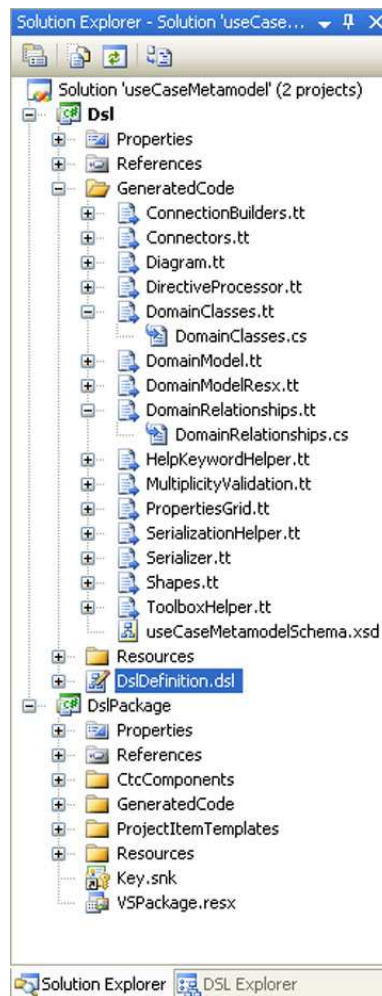 Solution Explorer - Solution 'useCase...
Solution 'useCaseMetamodel' (2 projects)
Dsl
Properties
References
GeneratedCode
ConnectionBuilders.tt
Connectors.tt
Diagram.tt
DirectiveProcessor.tt
DomainClasses.tt
DomainClasses.cs
DomainModel.tt
DomainModelResx.tt
DomainRelationships.tt
DomainRelationships.cs
HelpKeywordHelper.tt
MultiplicityValidation.tt
PropertiesGrid.tt
SerializationHelper.tt
Serializer.tt
Shapes.tt
ToolboxHelper.tt
useCaseMetamodelSchema.xsd
Resources
DslDefinition.dsl
DslPackage
Properties
References
CtcComponents
GeneratedCode
ProjectItemTemplates
Resources
Key.snk
VSPackage.resx
Solution Explorer DSL Explorer